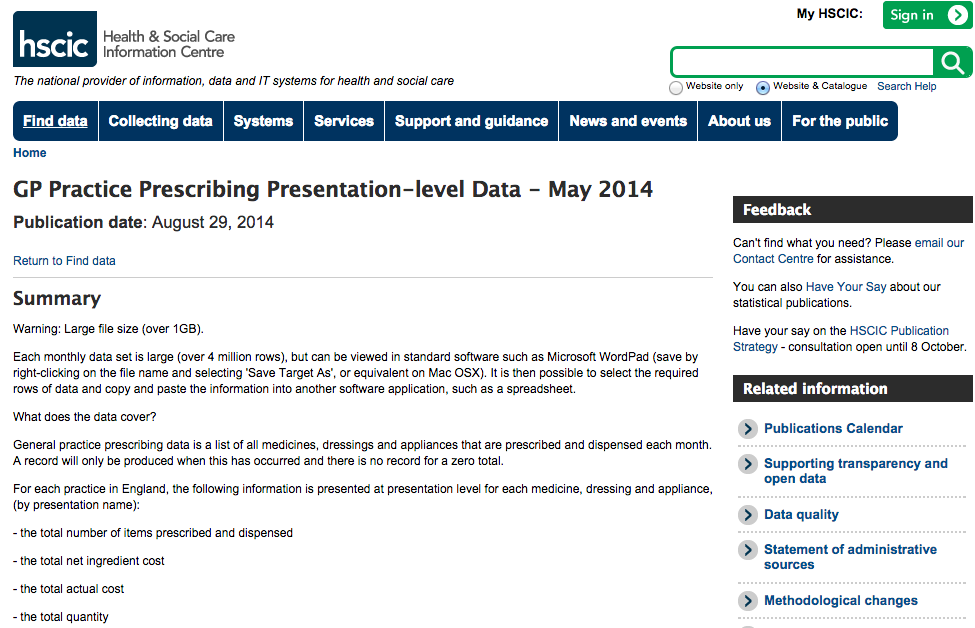 hscic
Health & Social Care
Information Centre
The national provider of information, data and IT systems for health and social care
My HSCIC:
Sign in
Website only
Website & Catalogue
Search Help
Find data
Collecting data
Systems
Services
Support and guidance
News and events
About us
For the public
Home
GP Practice Prescribing Presentation-level Data - May 2014
Publication date: August 29, 2014
Return to Find data
Summary
Warning: Large file size (over 1GB).
Each monthly data set is large (over 4 million rows), but can be viewed in standard software such as Microsoft WordPad (save by
right-clicking on the file name and selecting 'Save Target As', or equivalent on Mac OSX). It is then possible to select the required
rows of data and copy and paste the information into another software application, such as a spreadsheet.
What does the data cover?
General practice prescribing data is a list of all medicines, dressings and appliances that are prescribed and dispensed each month.
A record will only be produced when this has occurred and there is no record for a zero total.
For each practice in England, the following information is presented at presentation level for each medicine, dressing and appliance,
(by presentation name):
- the total number of items prescribed and dispensed
- the total net ingredient cost
- the total actual cost
- the total quantity
Feedback
Can't find what you need? Please email our
Contact Centre for assistance.
You can also Have Your Say about our
statistical publications.
Have your say on the HSCIC Publication
Strategy - consultation open until 8 October.
Related information
Publications Calendar
Supporting transparency and
open data
Data quality
Statement of administrative
sources
Methodological changes